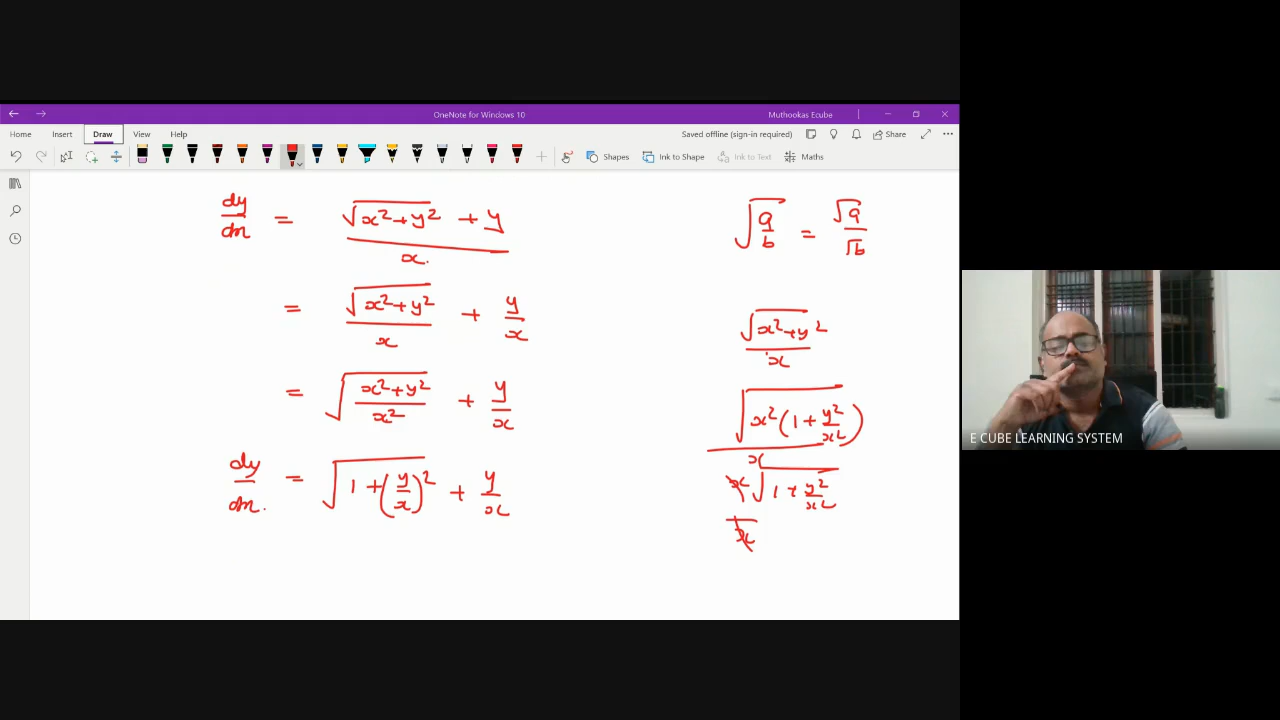 OneNote for Windows 10
Muthookas Ecube
Home Insert Draw View Help
Saved offline (sign-in required)
Share
Shapes
Ink to Shape
Ink to Text
Maths
dy/dx = (√(x²+y²) + y)/x.
= √(x²+y²)/x + y/x
= √((x²+y²)/x²) + y/x
dy/dx. = √(1+(y/x)²) + y/x
√(a/b) = √a/√b
√(x²+y²)/x
√(x²(1+y²/x²))/x
x√(1+y²/x²)/x
E CUBE LEARNING SYSTEM